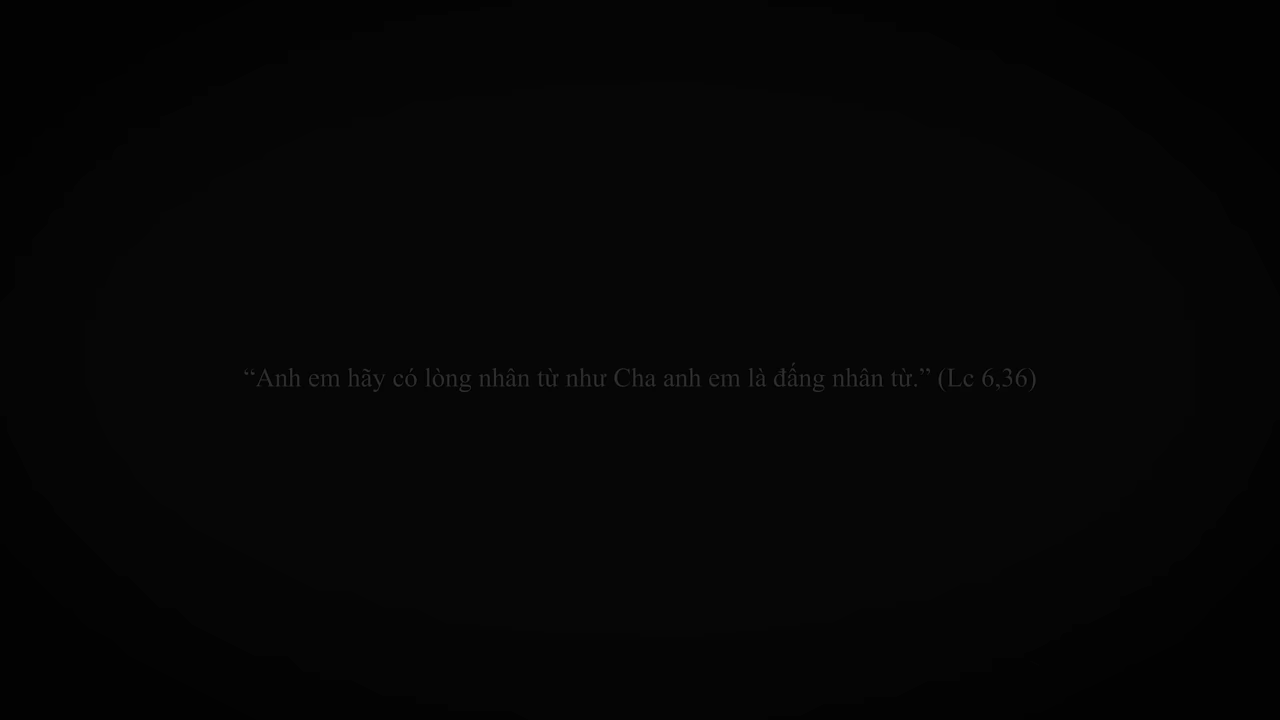 “Anh em hãy có lòng nhân từ như Cha anh em là đấng nhân từ.” (Lc 6,36)